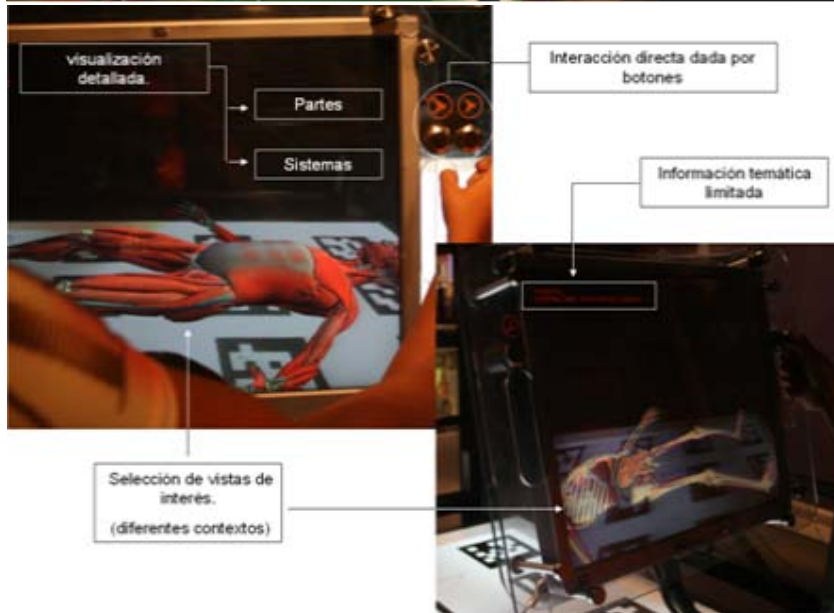 visualización
detallada.
Partes
Sistemas
Interacción directa dada por
botones
Información temática
limitada
Selección de vistas de
interés.
(diferentes contextos)